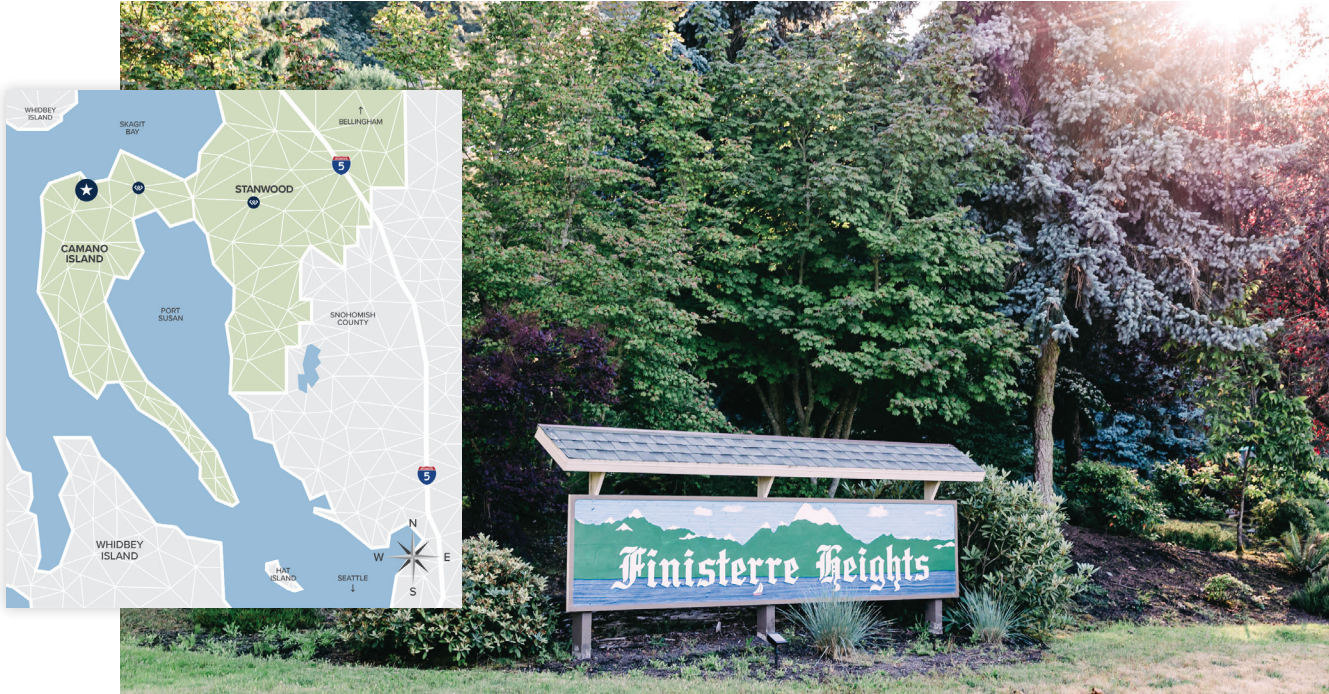 WHIDBEY
ISLAND
SKAGIT
BAY
↑
BELLINGHAM
5
STANWOOD
CAMANO
ISLAND
PORT
SUSAN
SNOHOMISH
COUNTY
5
WHIDBEY
ISLAND
HAT
ISLAND
SEATTLE
↓
N
W
E
S
Finisterre Heights